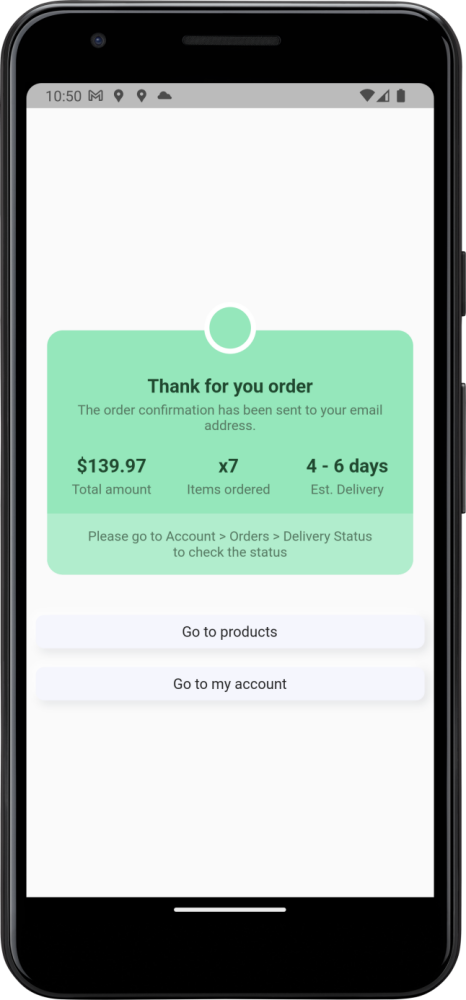 10:50
Thank for you order
The order confirmation has been sent to your email
address.
$139.97 x7 4 - 6 days
Total amount Items ordered Est. Delivery
Please go to Account > Orders > Delivery Status
to check the status
Go to products
Go to my account